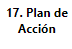 17. Plan de
Acción